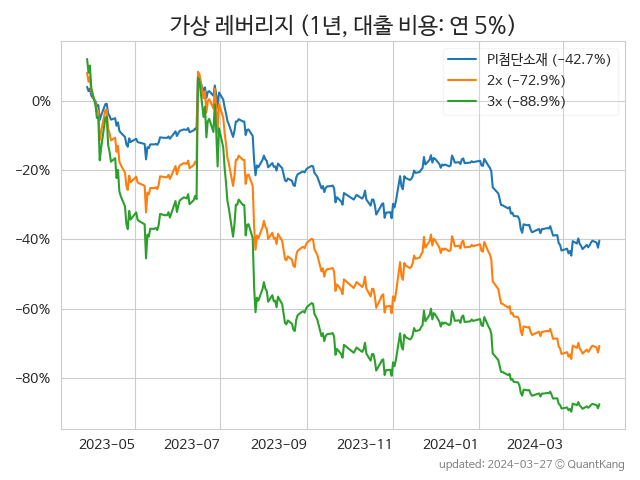 가상 레버리지 (1년, 대출 비용: 연 5%)
PI첨단소재 (−42.7%)
2x (−72.9%)
3x (−88.9%)
0%
−20%
−40%
−60%
−80%
2023−05 2023−07 2023−09 2023−11 2024−01 2024−03
updated: 2024−03−27 © QuantKang